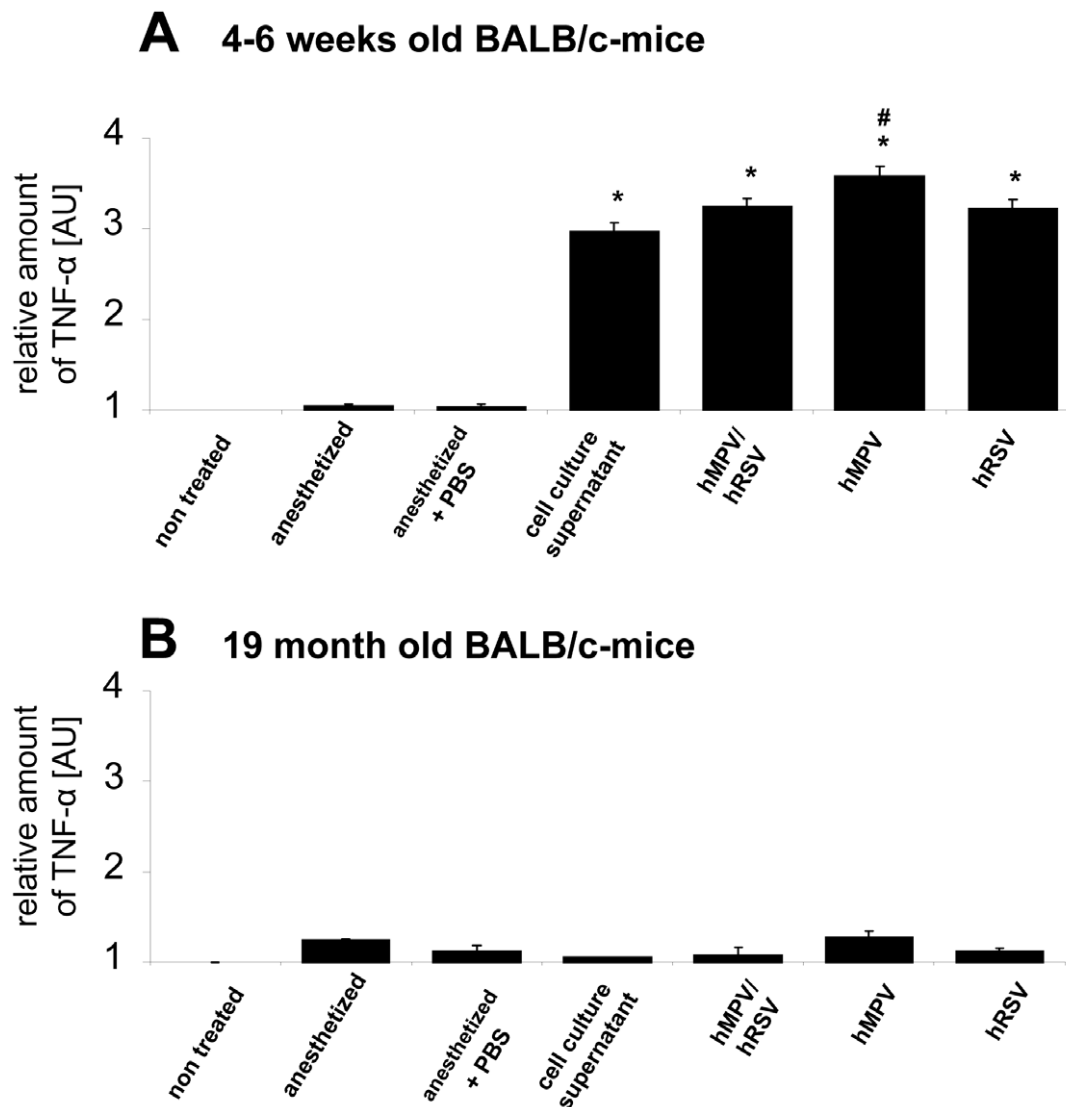 A 4-6 weeks old BALB/c-mice
relative amount
of TNF-α [AU]
4
3
2
1
*
*
#
*
*
non treated
anesthetized
anesthetized
+ PBS
cell culture
supernatant
hMPV/
hRSV
hMPV
hRSV
B 19 month old BALB/c-mice
relative amount
of TNF-α [AU]
4
3
2
1
non treated
anesthetized
anesthetized
+ PBS
cell culture
supernatant
hMPV/
hRSV
hMPV
hRSV